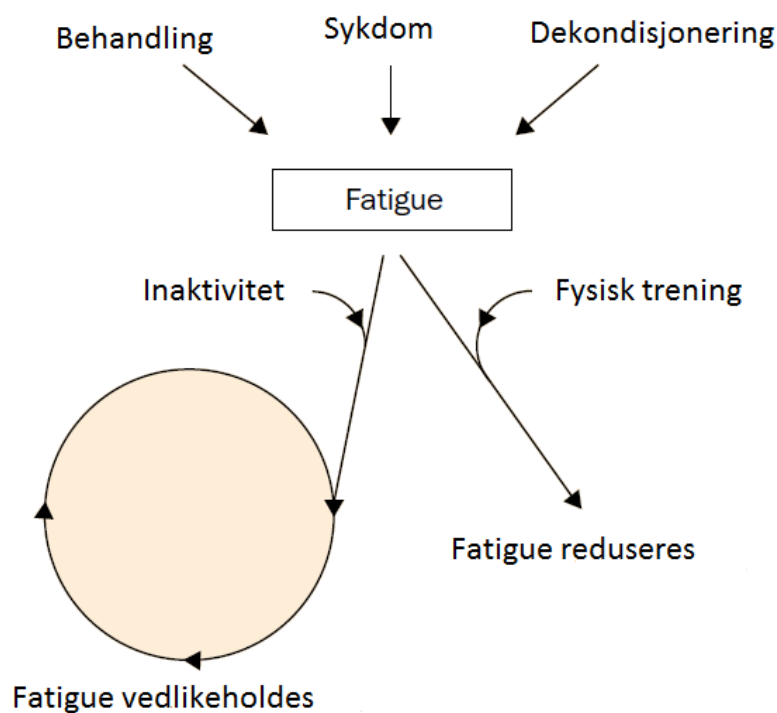 Behandling
Sykdom
Dekondisjonering
Fatigue
Inaktivitet
Fysisk trening
Fatigue reduseres
Fatigue vedlikeholdes